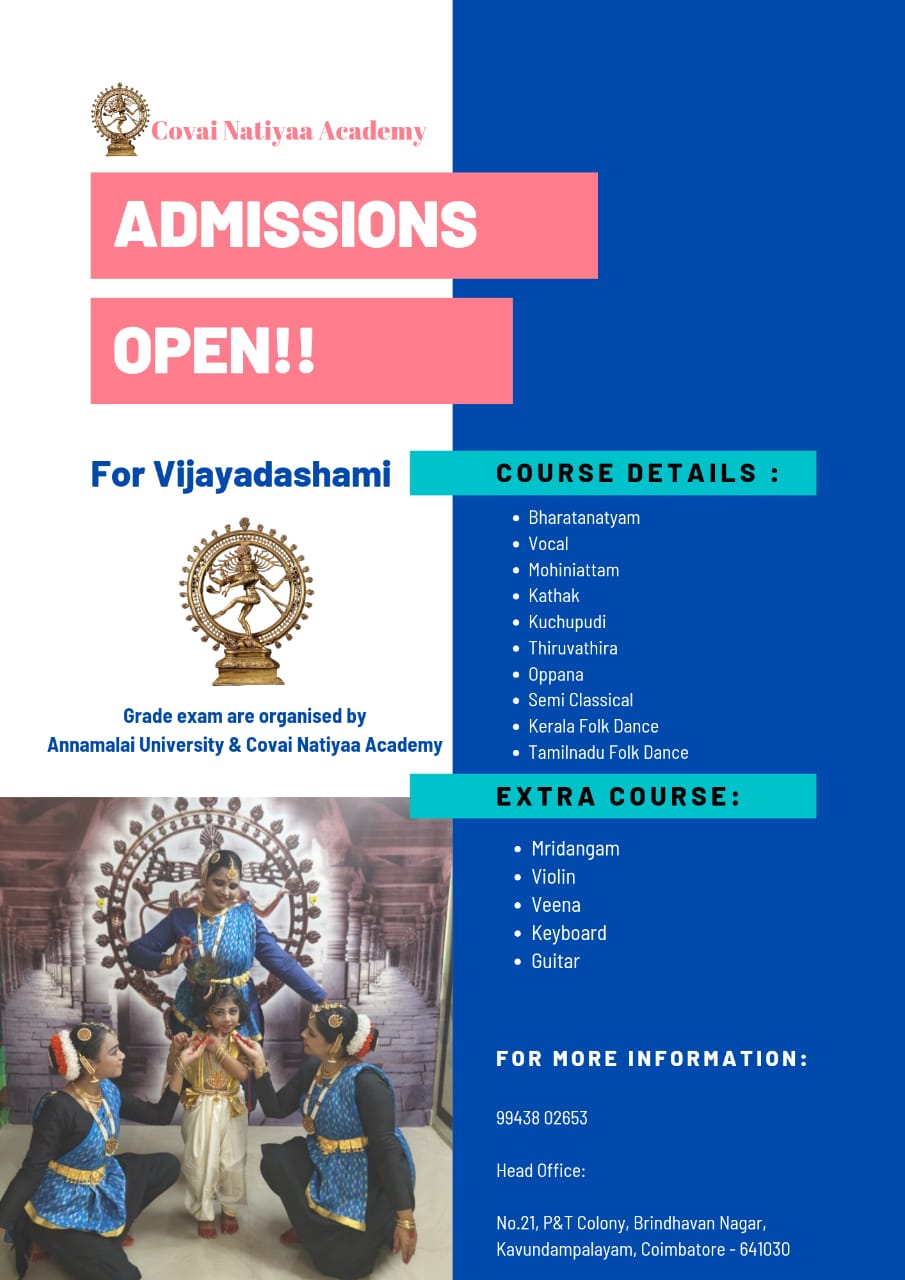 Covai Natiyaa Academy
ADMISSIONS
OPEN!!
For Vijayadashami
Grade exam are organised by
Annamalai University & Covai Natiyaa Academy
COURSE DETAILS :
• Bharatanatyam
• Vocal
• Mohiniattam
• Kathak
• Kuchupudi
• Thiruvathira
• Oppana
• Semi Classical
• Kerala Folk Dance
• Tamilnadu Folk Dance
EXTRA COURSE:
• Mridangam
• Violin
• Veena
• Keyboard
• Guitar
FOR MORE INFORMATION:
99438 02653
Head Office:
No.21, P&T Colony, Brindhavan Nagar,
Kavundampalayam, Coimbatore - 641030